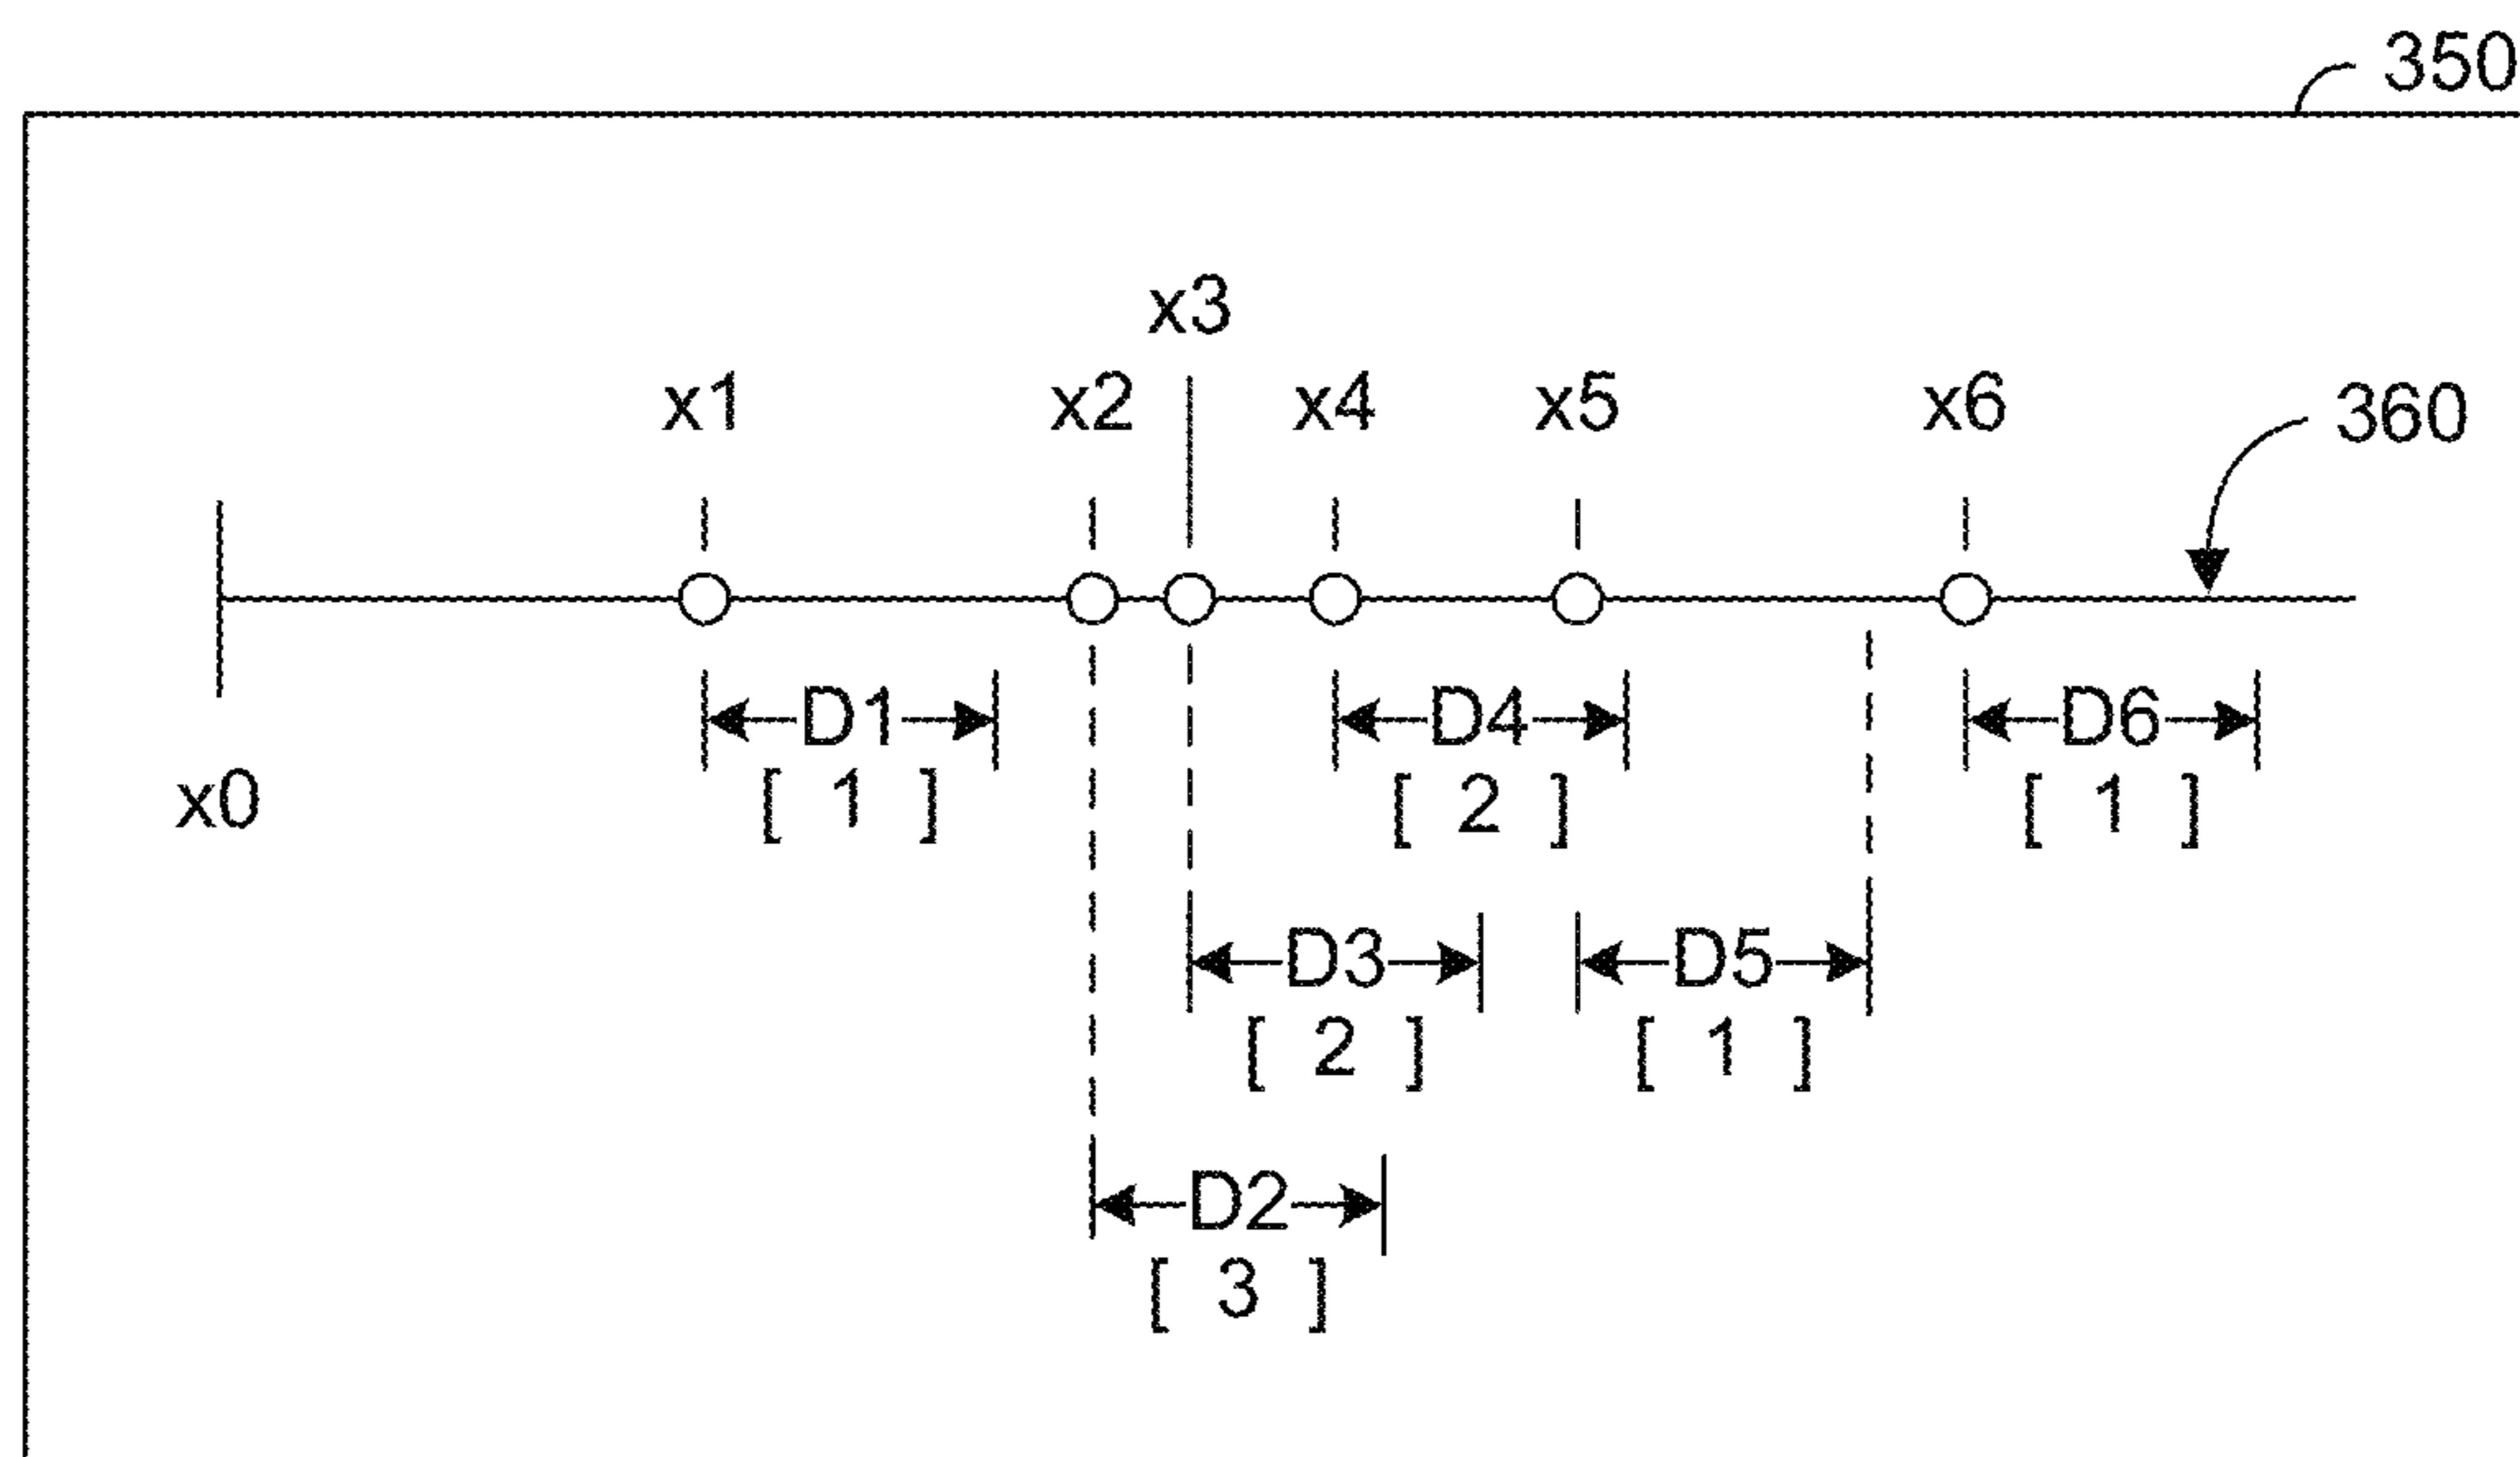 350
x3
x1 x2 x4 x5 x6 360
D1 D4 D6
x0 [ 1 ] [ 2 ] [ 1 ]
D3 D5
[ 2 ] [ 1 ]
D2
[ 3 ]